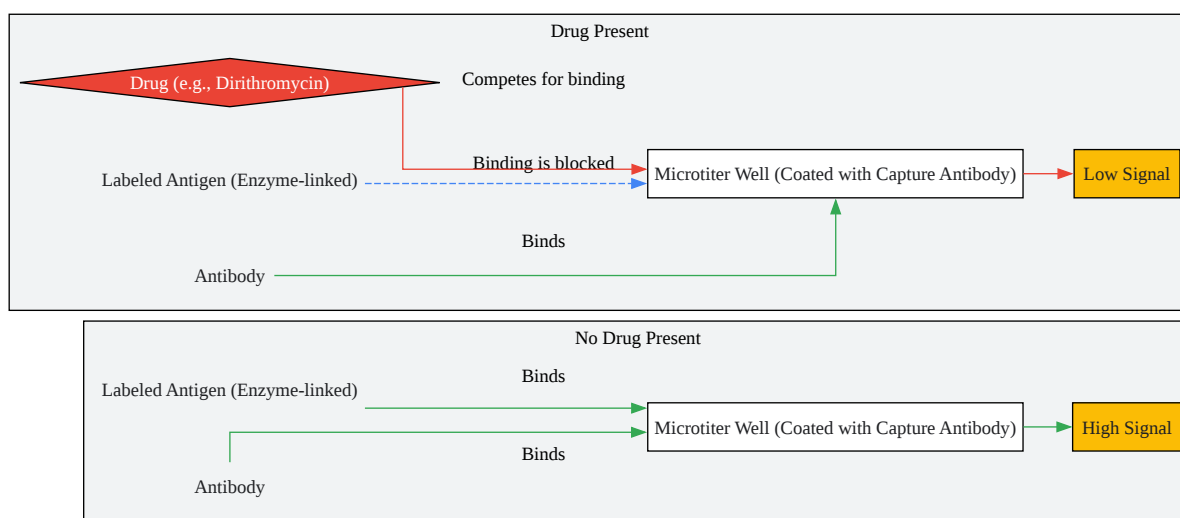 Drug Present
Drug (e.g., Dirithromycin)
Competes for binding
Binding is blocked
Labeled Antigen (Enzyme-linked)
Microtiter Well (Coated with Capture Antibody)
Low Signal
Binds
Antibody
No Drug Present
Labeled Antigen (Enzyme-linked)
Binds
Microtiter Well (Coated with Capture Antibody)
High Signal
Binds
Antibody